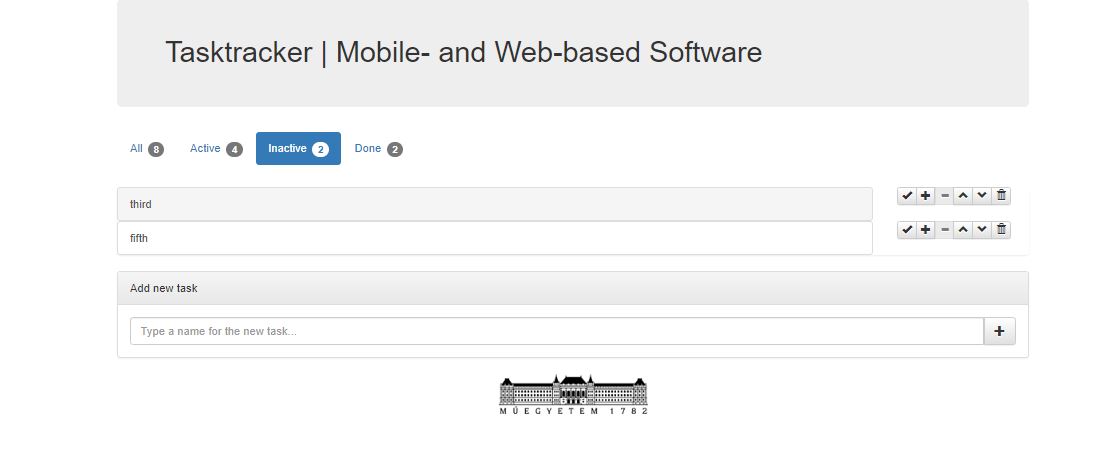 Tasktracker | Mobile- and Web-based Software
All 8 Active 4 Inactive 2 Done 2
third
fifth
Add new task
Type a name for the new task...
MŰEGYETEM 1782